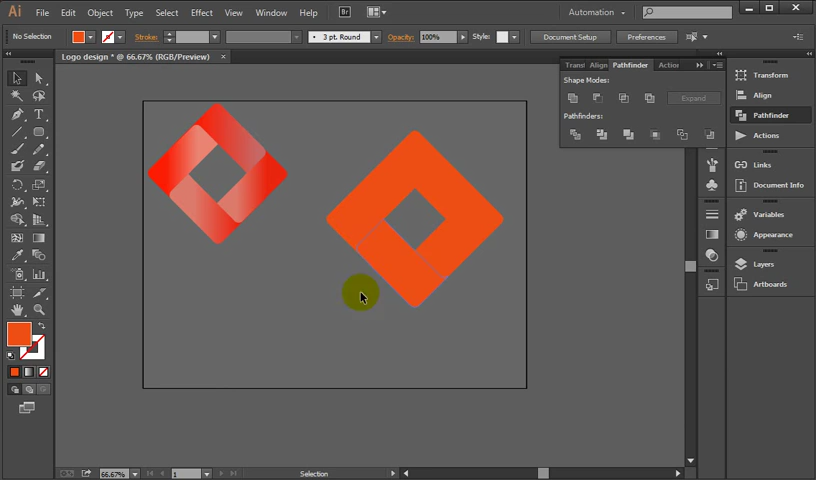 Ai File Edit Object Type Select Effect View Window Help Br Automation
No Selection Stroke: 3 pt. Round Opacity: 100% Style: Document Setup Preferences
Logo design * @ 66.67% (RGB/Preview) ×
Trans Align Pathfinder Action
Shape Modes:
Expand
Pathfinders:
Transform
Align
Pathfinder
Actions
Links
Document Info
Variables
Appearance
Layers
Artboards
T
66.67% 1 Selection